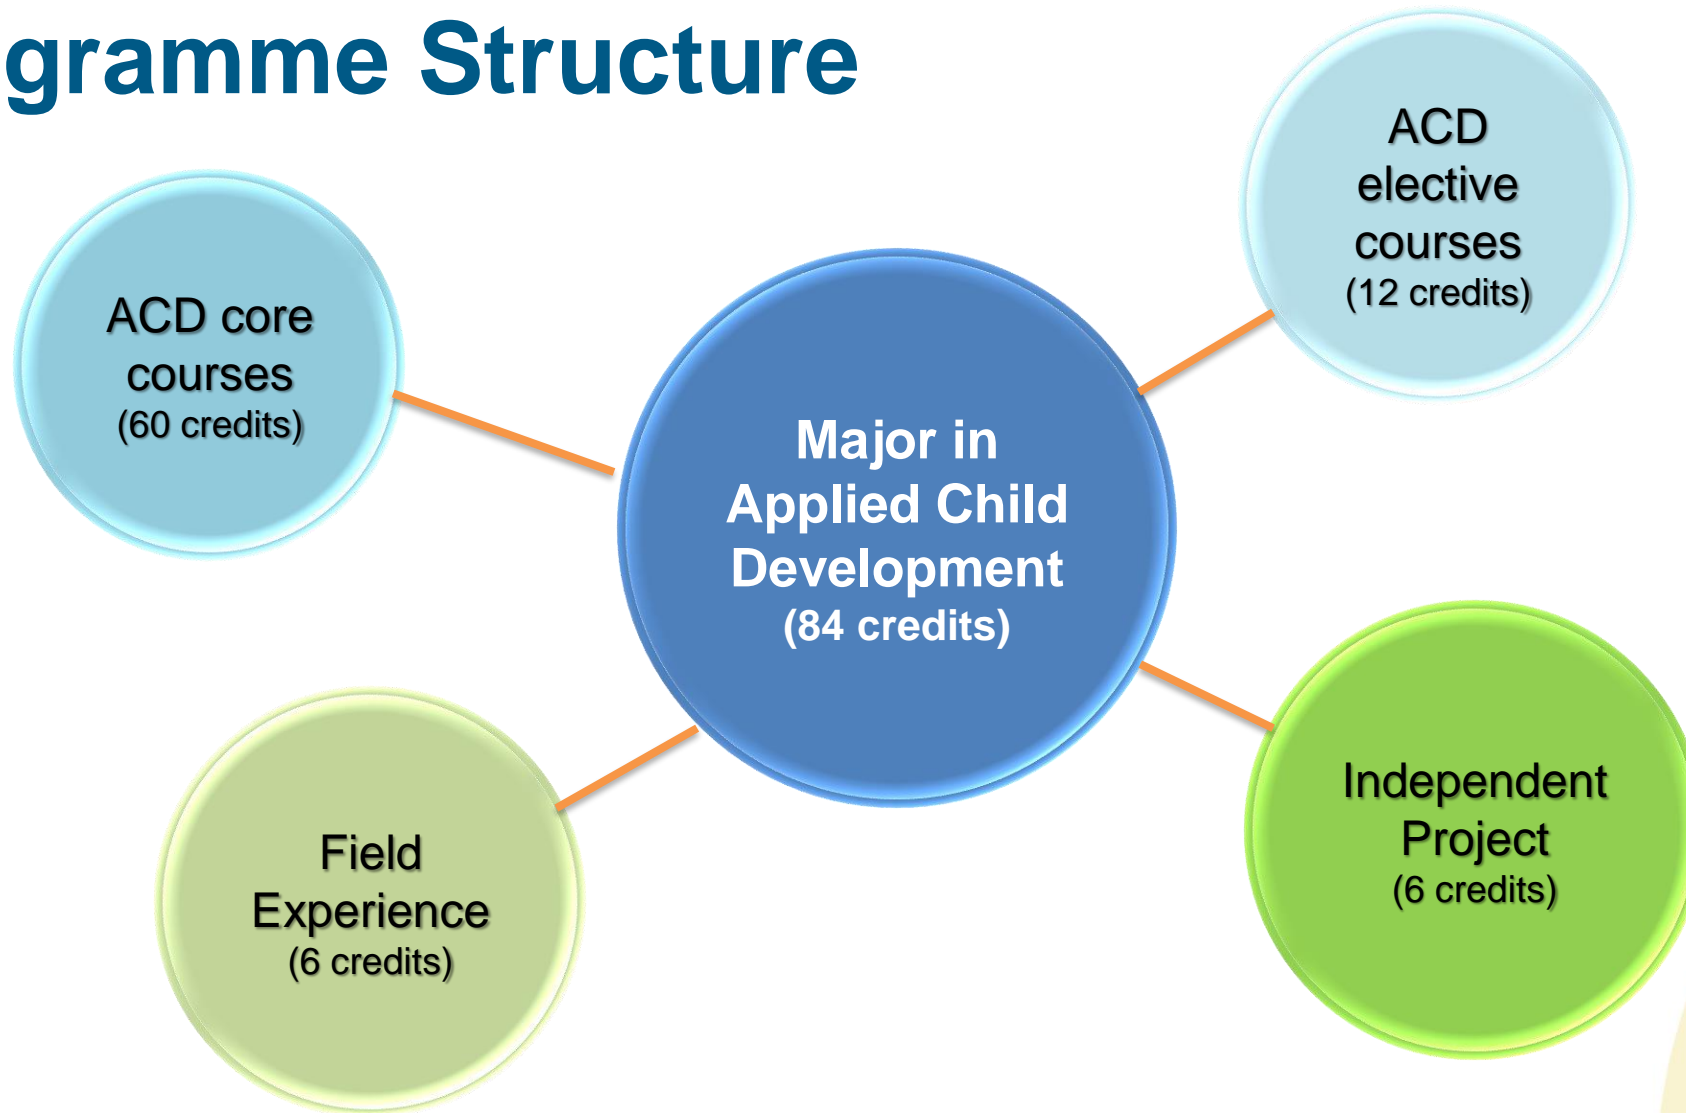 gramme Structure
ACD core
courses
(60 credits)
ACD
elective
courses
(12 credits)
Major in
Applied Child
Development
(84 credits)
Field
Experience
(6 credits)
Independent
Project
(6 credits)